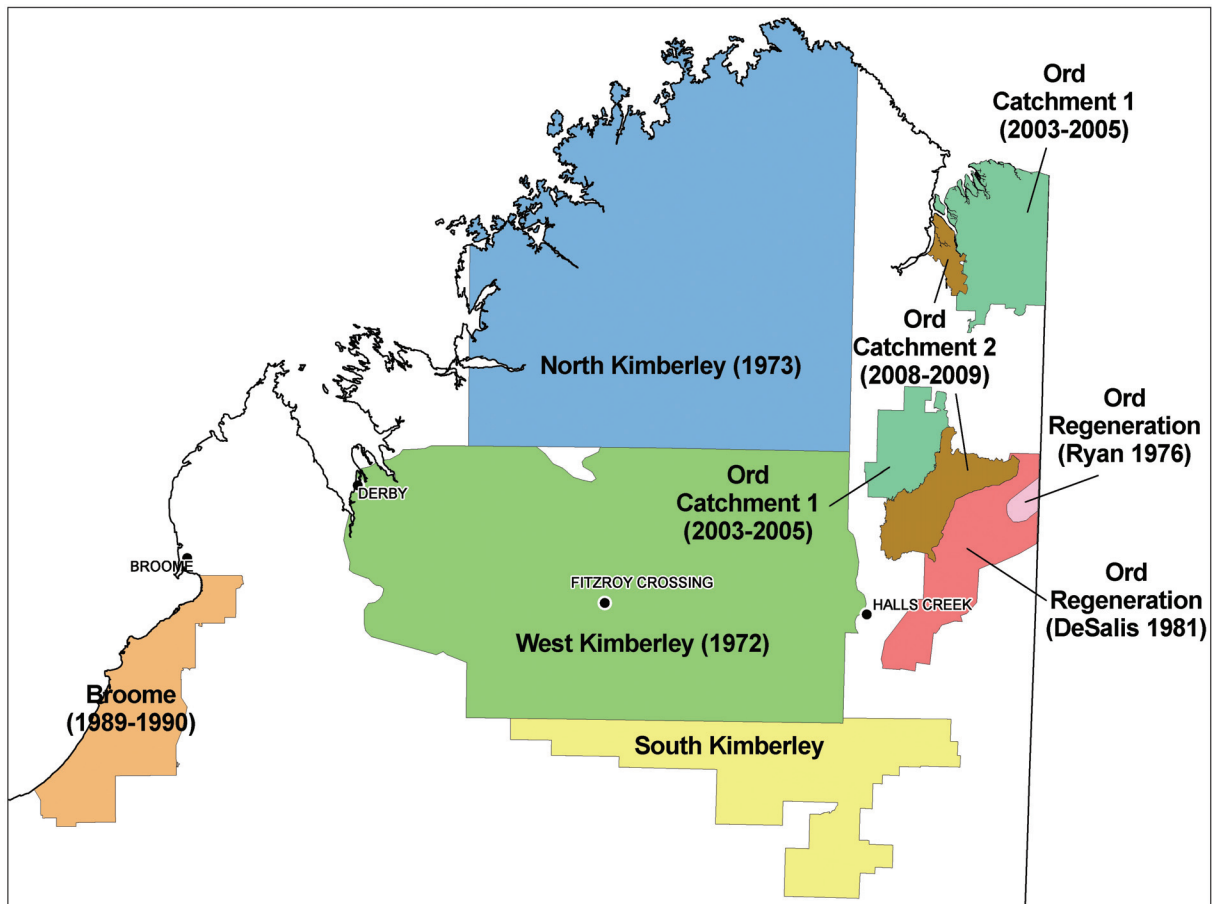 Ord
Catchment 1
(2003-2005)
Ord
Catchment 2
(2008-2009)
North Kimberley (1973)
Ord
Regeneration
(Ryan 1976)
Ord
Catchment 1
(2003-2005)
DERBY
BROOME
FITZROY CROSSING
HALLS CREEK
Ord
Regeneration
(DeSalis 1981)
West Kimberley (1972)
Broome
(1989-1990)
South Kimberley